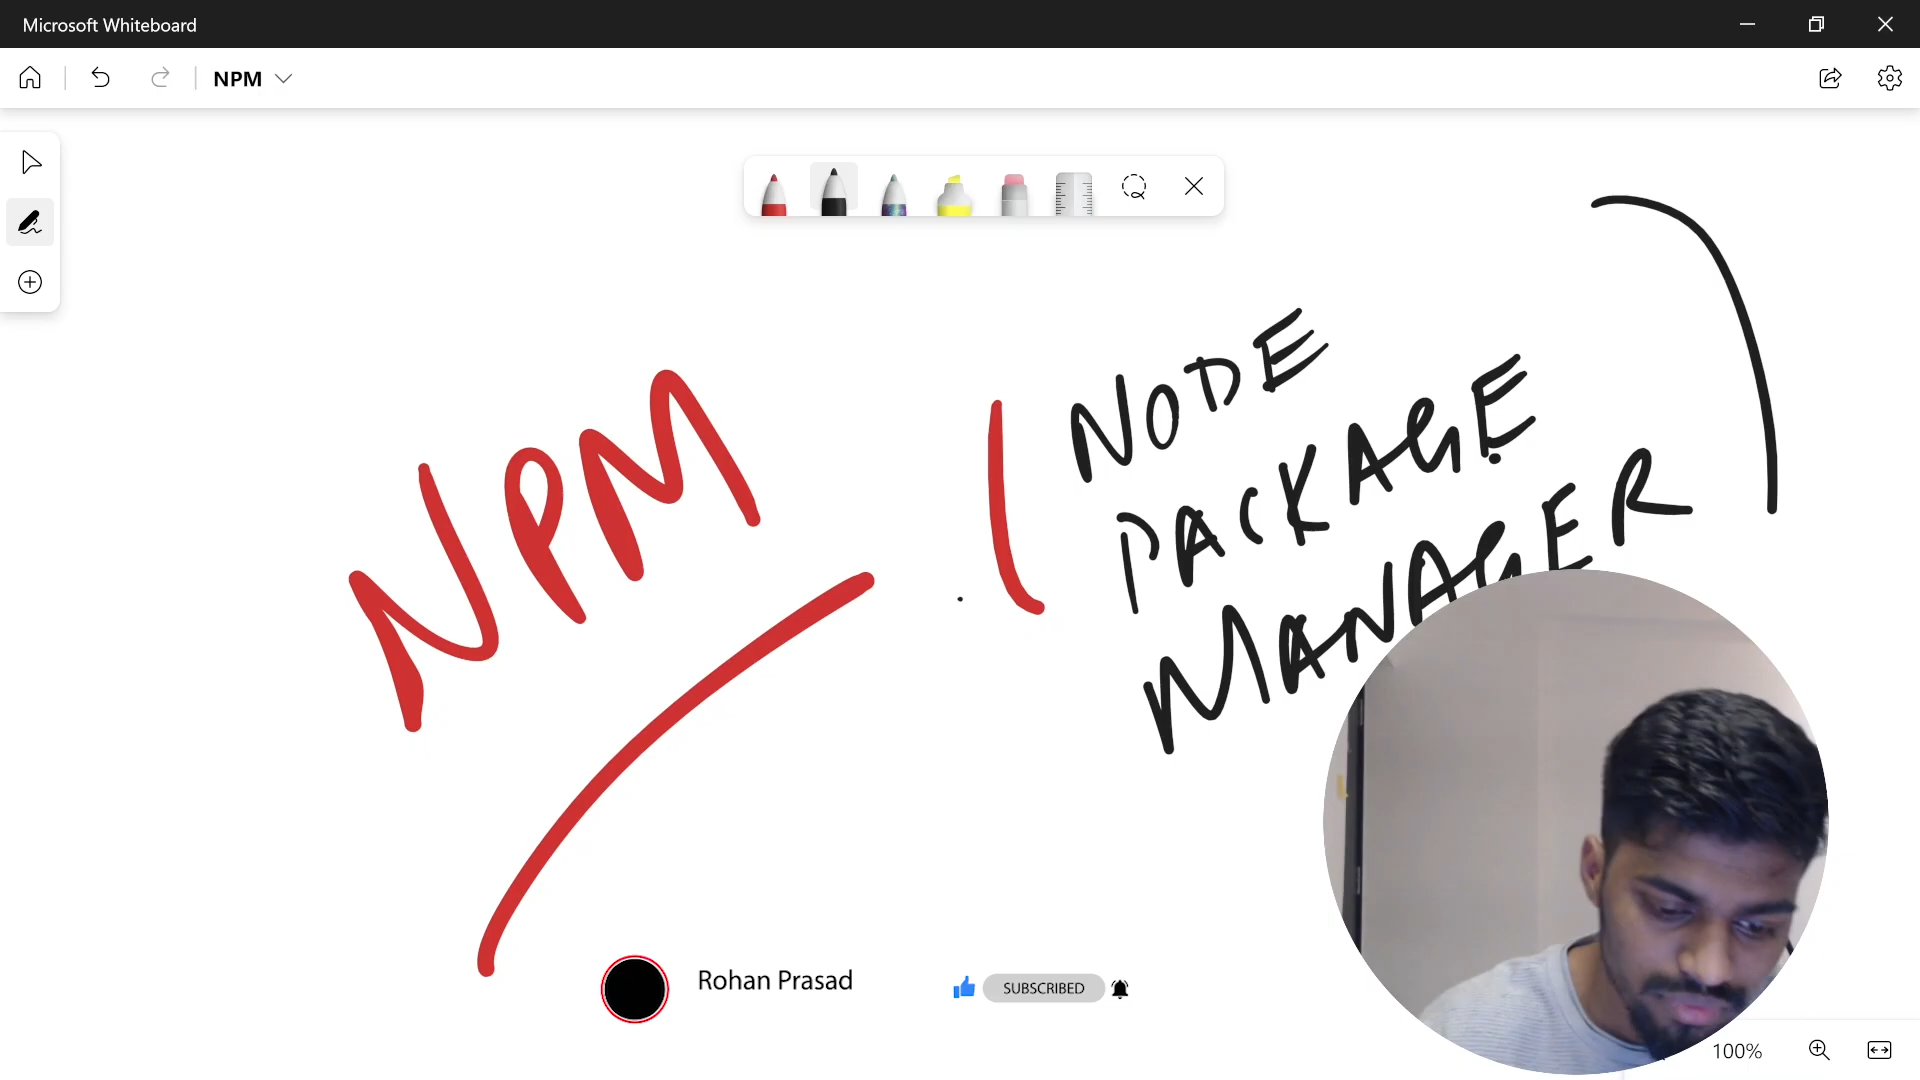 Microsoft Whiteboard
NPM
NPM
NODE
PACKAGE
MANAGER
Rohan Prasad
SUBSCRIBED
100%